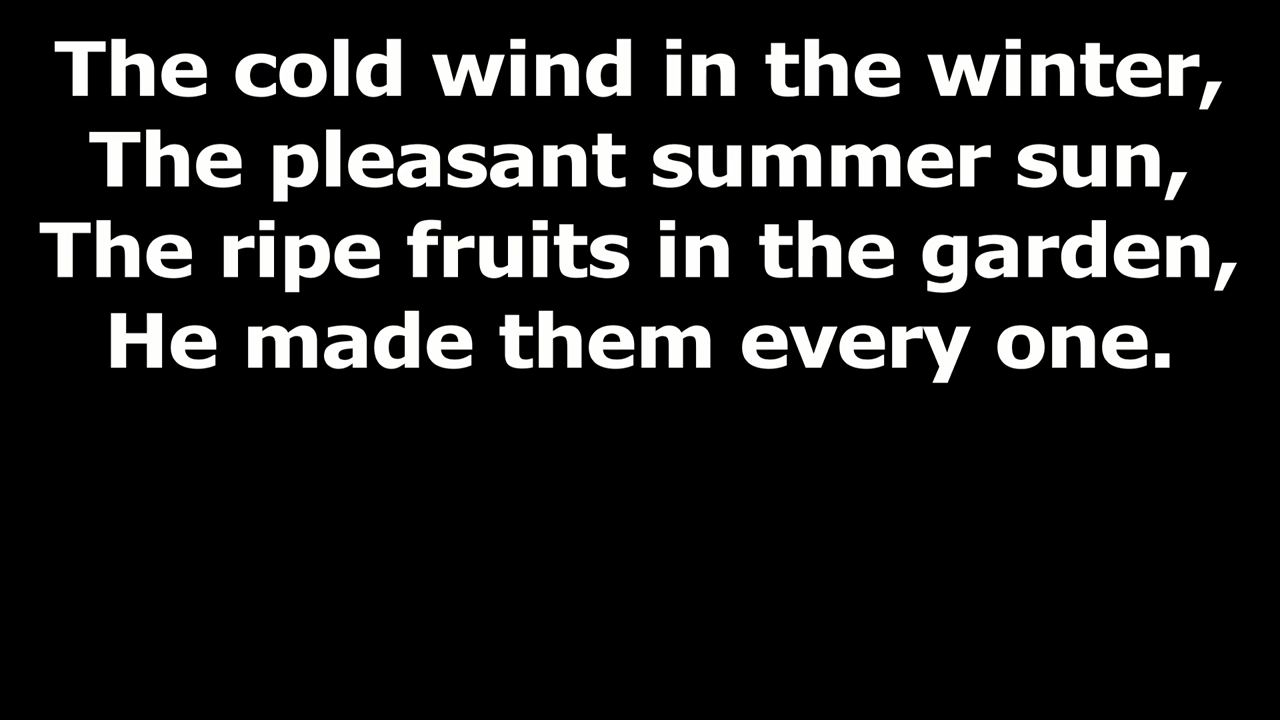 The cold wind in the winter,
The pleasant summer sun,
The ripe fruits in the garden,
He made them every one.